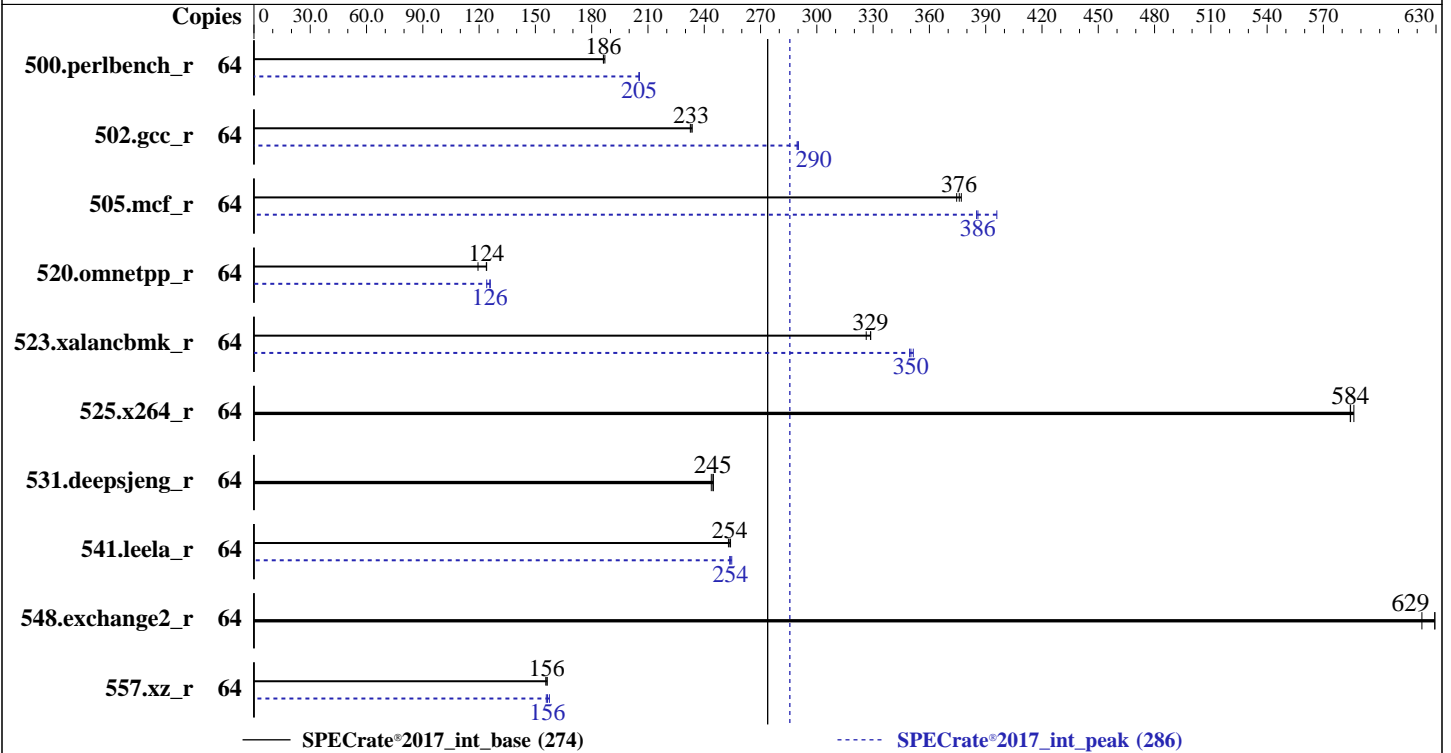 Copies 0 30.0 60.0 90.0 120 150 180 210 240 270 300 330 360 390 420 450 480 510 540 570 630
186
500.perlbench_r 64
205
233
502.gcc_r 64
290
376
505.mcf_r 64
386
124
520.omnetpp_r 64
126
329
523.xalancbmk_r 64
350
584
525.x264_r 64
245
531.deepsjeng_r 64
254
541.leela_r 64
254
629
548.exchange2_r 64
156
557.xz_r 64
156
SPECrate®2017_int_base (274) SPECrate®2017_int_peak (286)